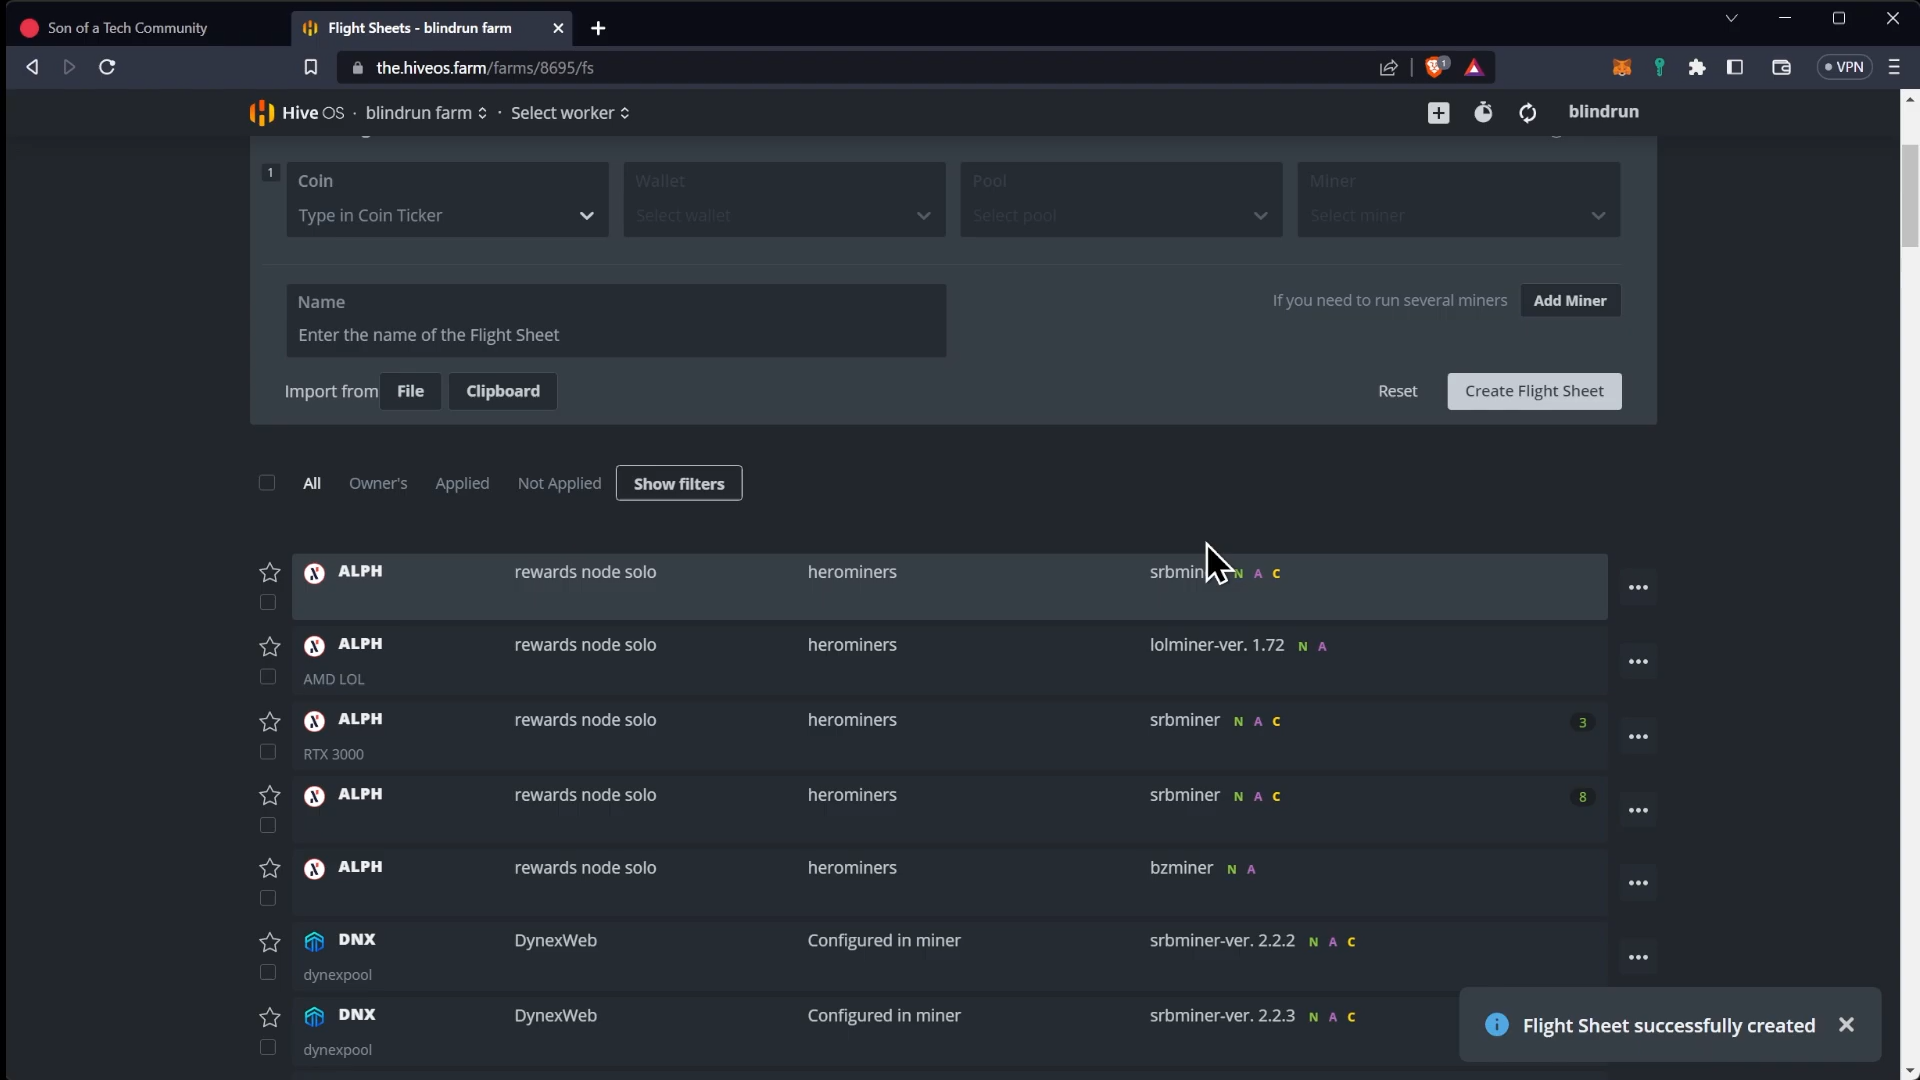 Son of a Tech Community
Flight Sheets - blindrun farm
the.hiveos.farm/farms/8695/fs
1
VPN
Hive OS · blindrun farm · Select worker
blindrun
1
Coin
Type in Coin Ticker
Wallet
Select wallet
Pool
Select pool
Miner
Select miner
Name
Enter the name of the Flight Sheet
If you need to run several miners
Add Miner
Import from
File
Clipboard
Reset
Create Flight Sheet
All
Owner's
Applied
Not Applied
Show filters
ALPH rewards node solo herominers N A C
ALPH rewards node solo herominers lolminer-ver. 1.72 N A
AMD LOL
ALPH rewards node solo herominers srbminer N A C 3
RTX 3000
ALPH rewards node solo herominers srbminer N A C 8
ALPH rewards node solo herominers bzminer N A
DNX DynexWeb Configured in miner srbminer-ver. 2.2.2 N A C
dynexpool
DNX DynexWeb Configured in miner srbminer-ver. 2.2.3 N A C
dynexpool
Flight Sheet successfully created